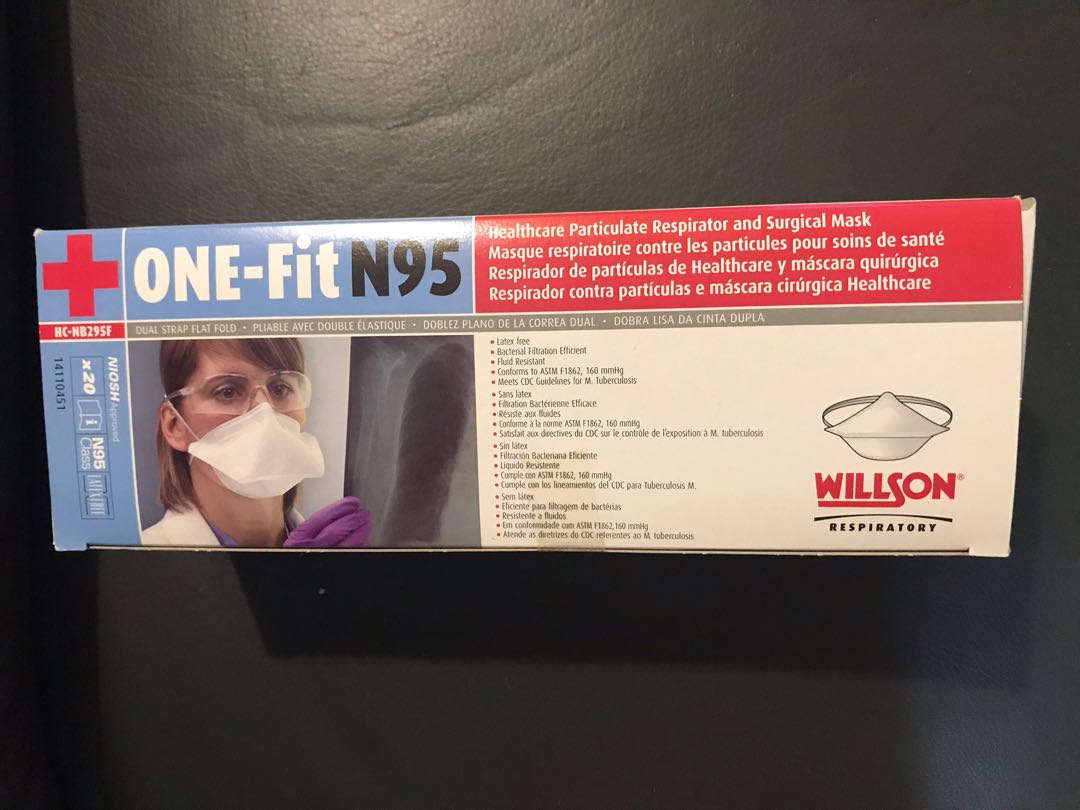 ONE-Fit N95
Healthcare Particulate Respirator and Surgical Mask
Masque respiratoire contre les particules pour soins de santé
Respirador de partículas de Healthcare y máscara quirúrgica
Respirador contra partículas e máscara cirúrgica Healthcare
HC-NB295F
DUAL STRAP FLAT FOLD • PLIABLE AVEC DOUBLE ÉLASTIQUE • DOBLEZ PLANO DE LA CORREA DUAL • DOBRA LISA DA CINTA DUPLA
14110451
NIOSH Approved
x 20
i
N95
Class
LATEX FREE
• Latex free
• Bacterial Filtration Efficient
• Fluid Resistant
• Conforms to ASTM F1862, 160 mmHg
• Meets CDC Guidelines for M. Tuberculosis
• Sans latex
• Filtration Bactérienne Efficace
• Résiste aux fluides
• Conforme à la norme ASTM F1862, 160 mmHg
• Satisfait aux directives du CDC sur le contrôle de l'exposition à M. tuberculosis
• Sin látex
• Filtración Bacteriana Eficiente
• Liquido Resistente
• Cumple con ASTM F1862, 160 mmHg
• Cumple con los lineamientos del CDC para Tuberculosis M.
• Sem látex
• Eficiente para filtragem de bactérias
• Resistente a fluidos
• Em conformidade com ASTM F1862,160 mmHg
• Atende as diretrizes do CDC referentes ao M. tuberculosis
WILLSON®
RESPIRATORY